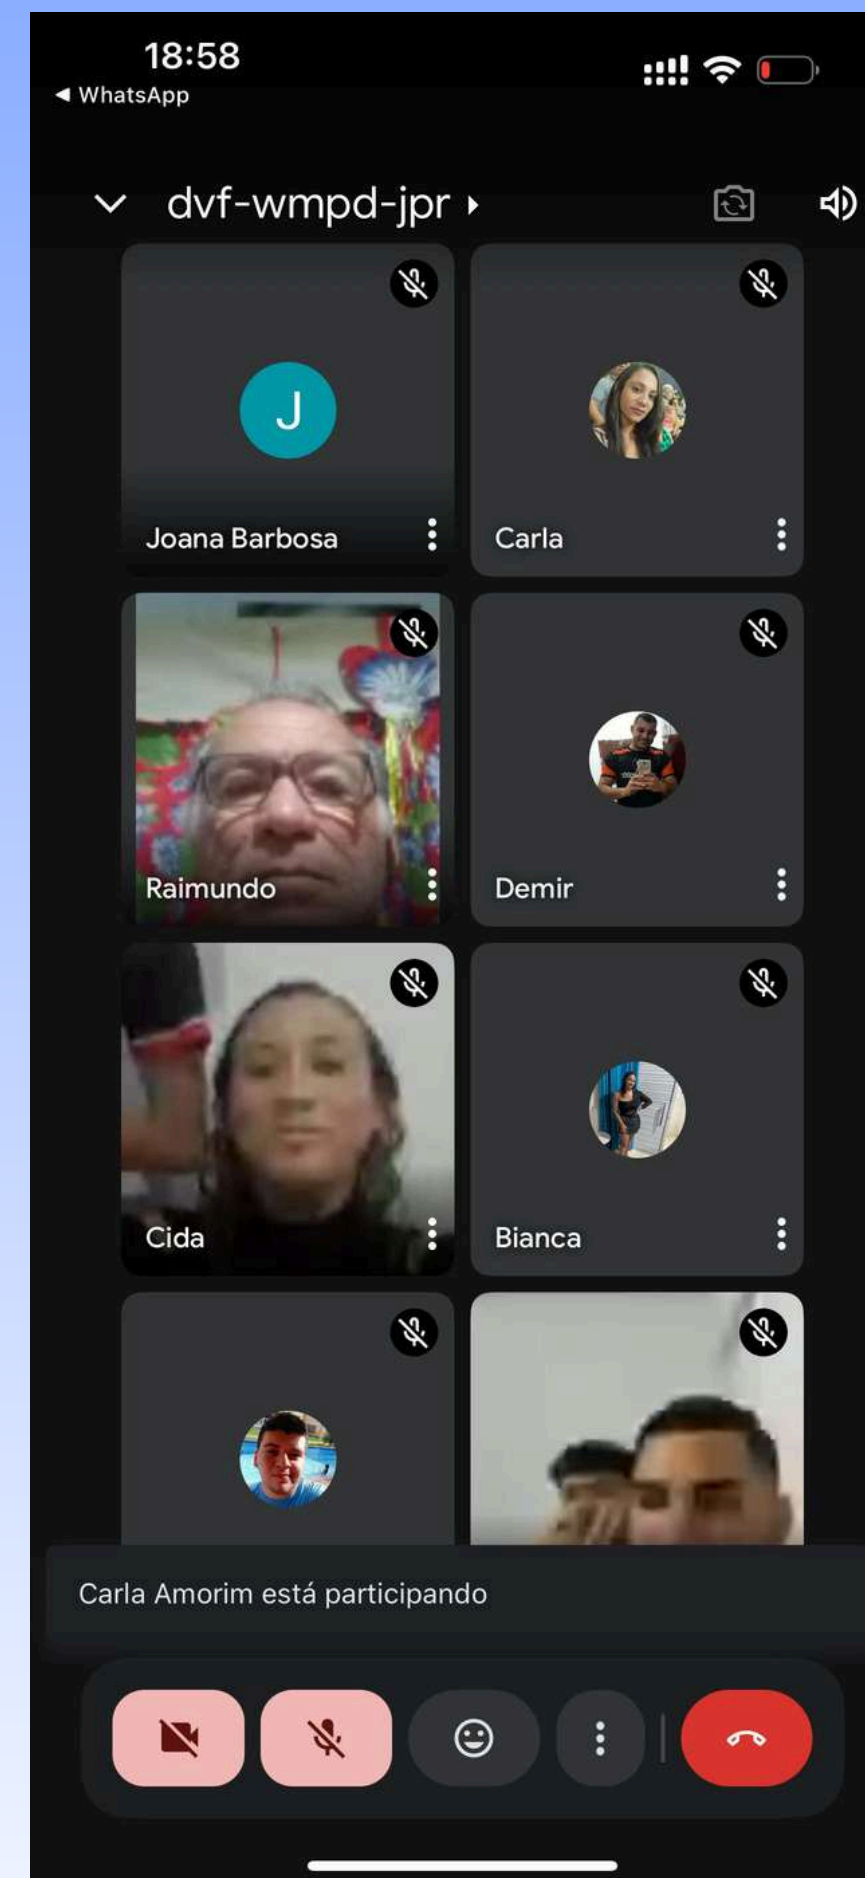 18:58
◀ WhatsApp
dvf-wmpd-jpr
J
Joana Barbosa
Carla
Raimundo
Demir
Cida
Bianca
Carla Amorim está participando